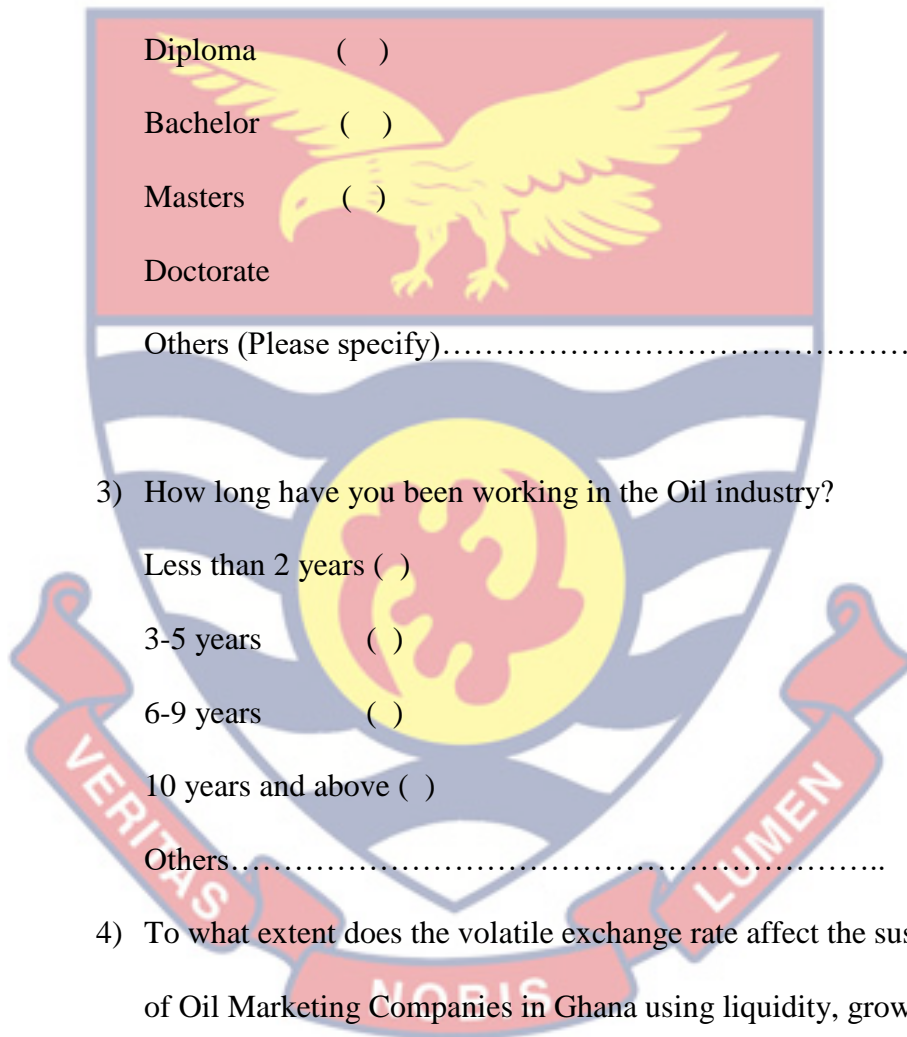 Diploma ( )
Bachelor ( )
Masters ( )
Doctorate
Others (Please specify)…………………………………………
3) How long have you been working in the Oil industry?
Less than 2 years ( )
3-5 years ( )
6-9 years ( )
10 years and above ( )
Others……………………………………………………..
4) To what extent does the volatile exchange rate affect the
of Oil Marketing Companies in Ghana using liquidity,
VERITAS
NOBIS
LUMEN